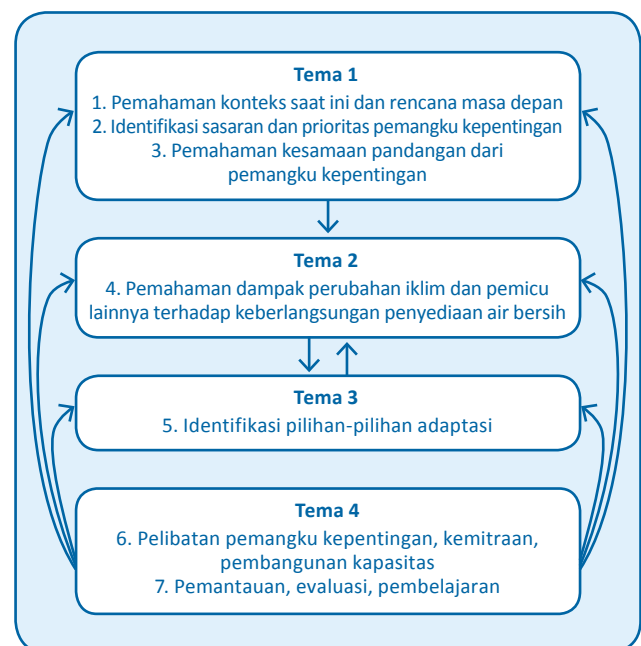 Tema 1
1. Pemahaman konteks saat ini dan rencana masa depan
2. Identifikasi sasaran dan prioritas pemangku kepentingan
3. Pemahaman kesamaan pandangan dari
pemangku kepentingan
Tema 2
4. Pemahaman dampak perubahan iklim dan pemicu
lainnya terhadap keberlangsungan penyediaan air bersih
Tema 3
5. Identifikasi pilihan-pilihan adaptasi
Tema 4
6. Pelibatan pemangku kepentingan, kemitraan,
pembangunan kapasitas
7. Pemantauan, evaluasi, pembelajaran